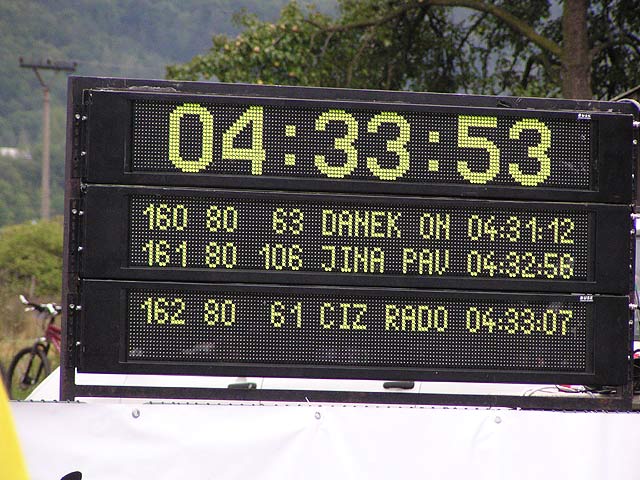 04:33:53
160 80 63 DAMEK ON 04:31:12
161 80 106 JINA PAV 04:32:56
162 80 61 CIZ RADO 04:33:07